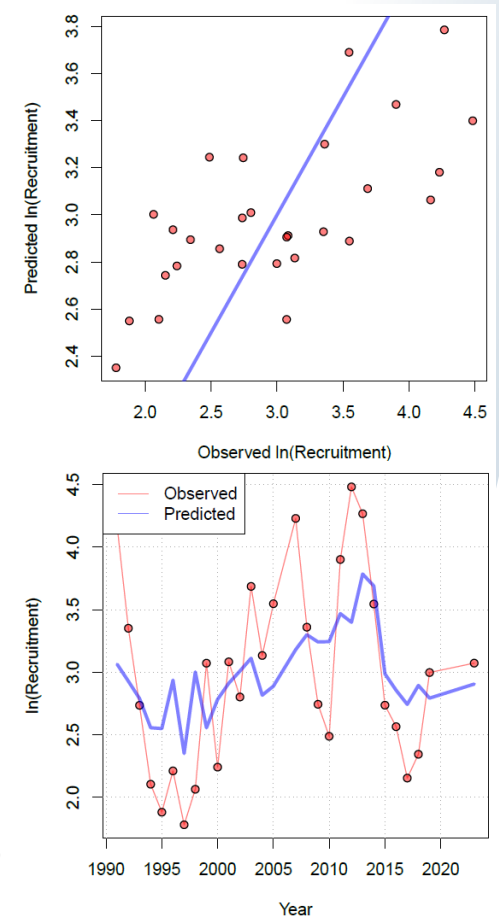 3.8
3.6
3.4
3.2
3.0
2.8
2.6
2.4
Predicted ln(Recruitment)
2.0 2.5 3.0 3.5 4.0 4.5
Observed ln(Recruitment)
Observed
Predicted
4.5
4.0
3.5
3.0
2.5
2.0
ln(Recruitment)
1990 1995 2000 2005 2010 2015 2020
Year